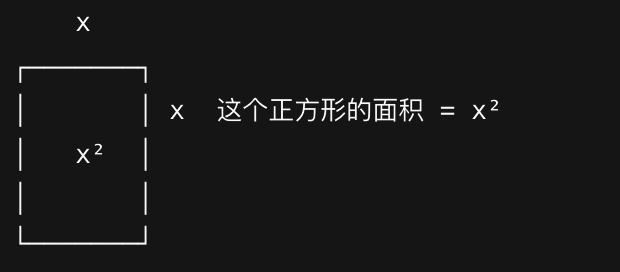 x
x 这个正方形的面积 = x²
x²